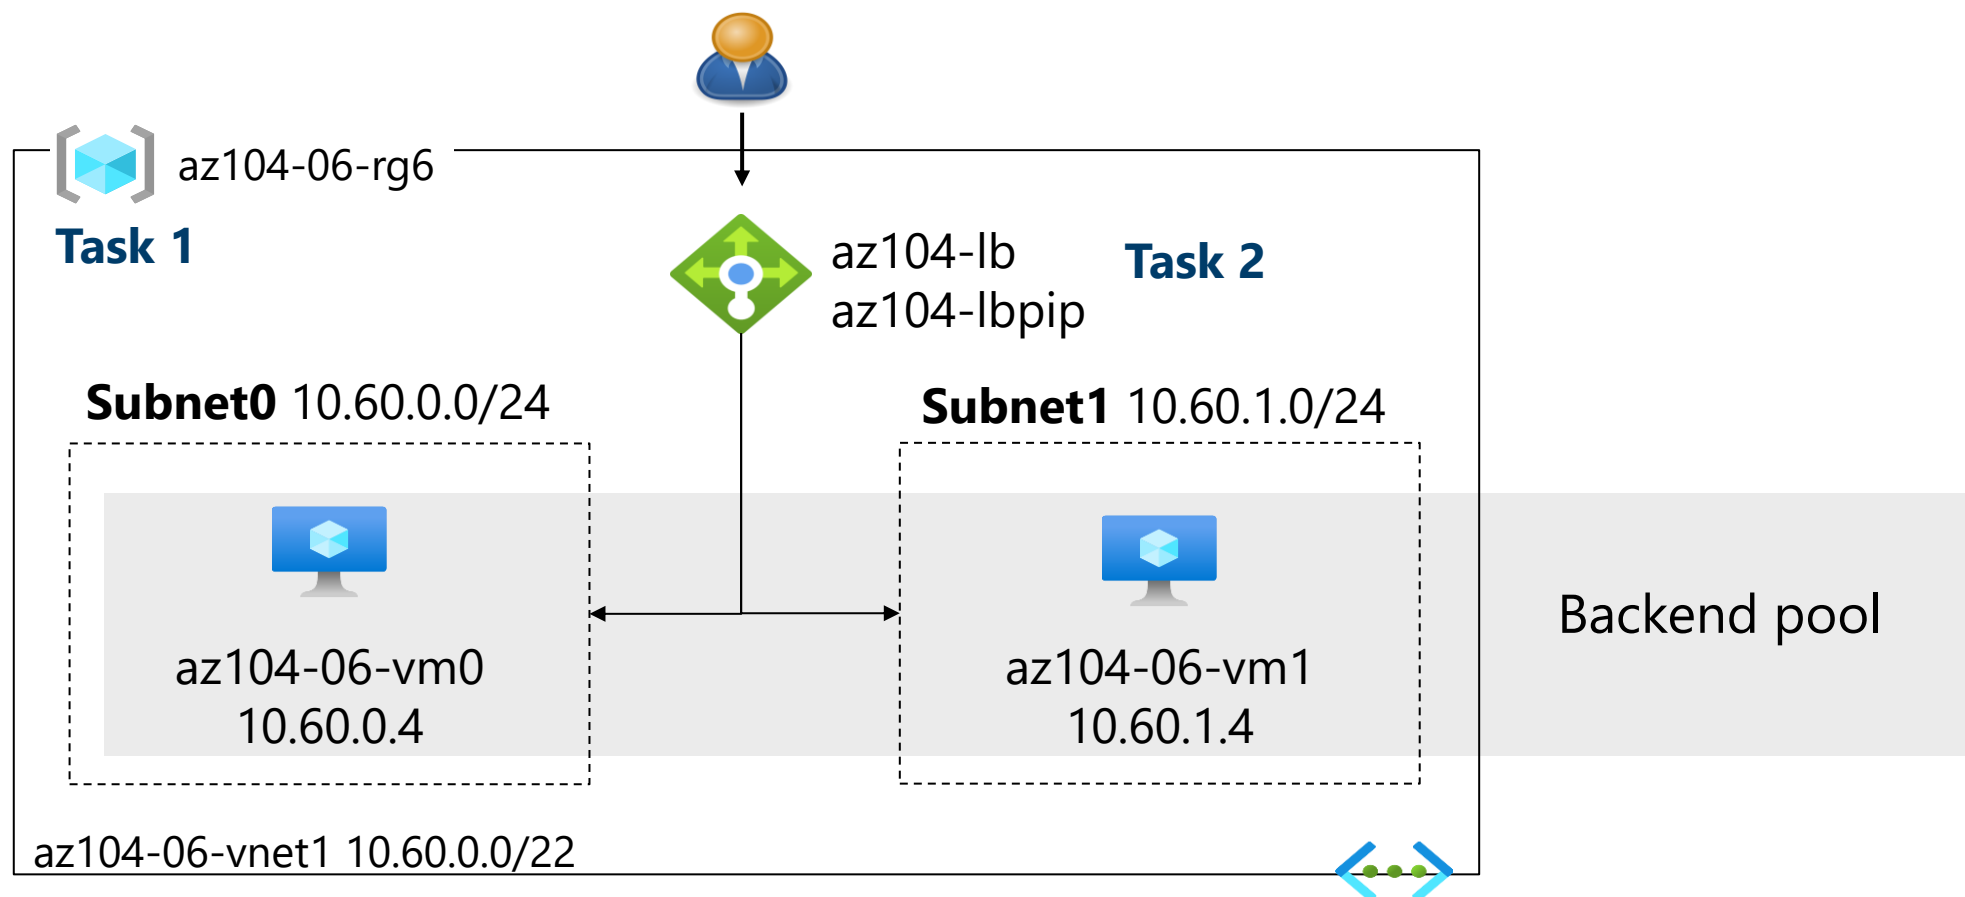 az104-06-rg6
Task 1
az104-lb
az104-lbpip
Task 2
Subnet0 10.60.0.0/24
Subnet1 10.60.1.0/24
az104-06-vm0
10.60.0.4
az104-06-vm1
10.60.1.4
Backend pool
az104-06-vnet1 10.60.0.0/22